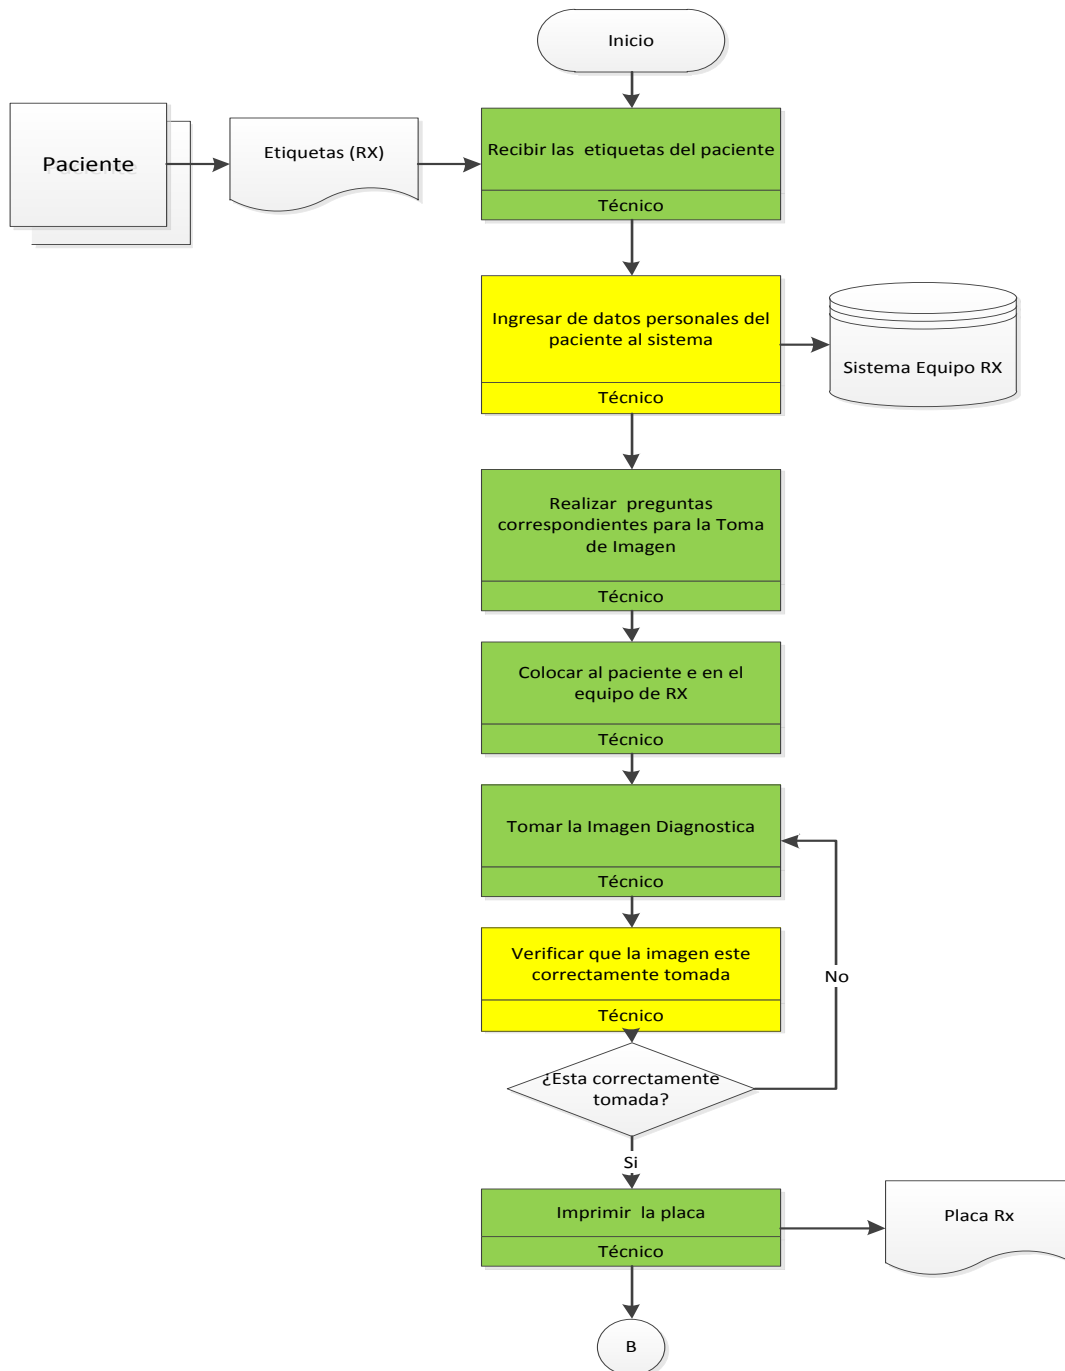 Inicio
Paciente
Etiquetas (RX)
Recibir las etiquetas del paciente
Técnico
Ingresar de datos personales del
paciente al sistema
Técnico
Sistema Equipo RX
Realizar preguntas
correspondientes para la Toma
de Imagen
Técnico
Colocar al paciente e en el
equipo de RX
Técnico
Tomar la Imagen Diagnostica
Técnico
Verificar que la imagen este
correctamente tomada
Técnico
No
¿Esta correctamente
tomada?
Si
Imprimir la placa
Técnico
Placa Rx
B